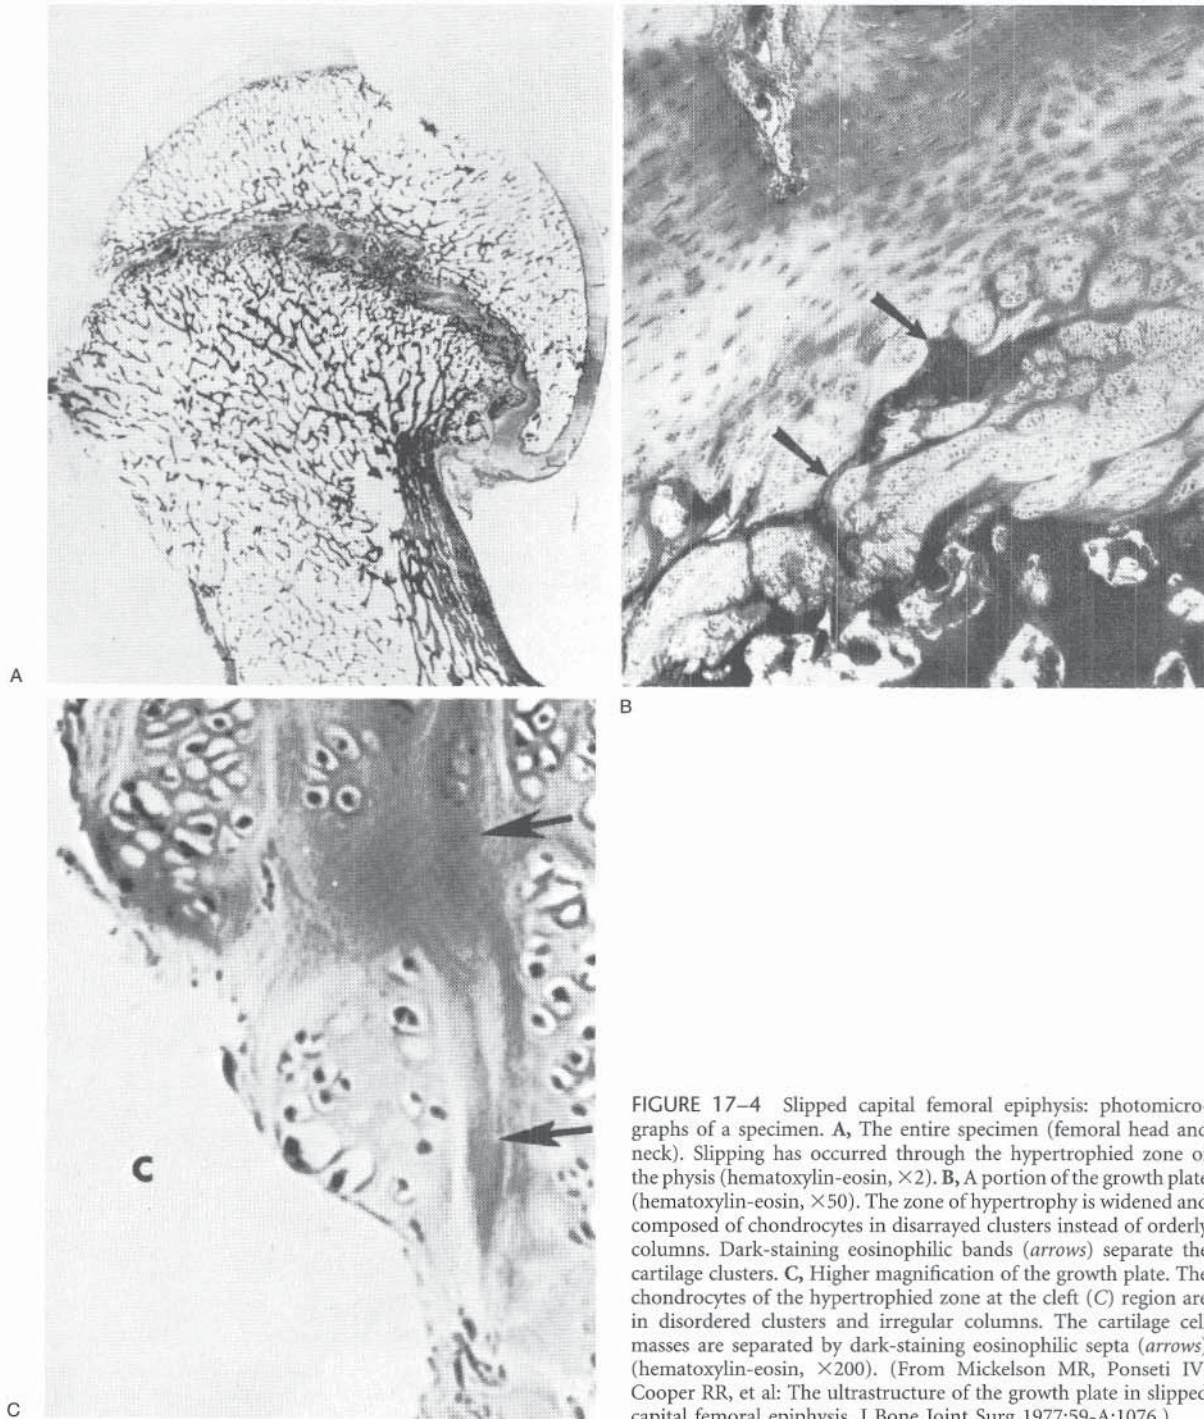 A
B
C
C
FIGURE 17–4 Slipped capital femoral epiphysis: photomicro-
graphs of a specimen. A, The entire specimen (femoral head and
neck). Slipping has occurred through the hypertrophied zone o
the physis (hematoxylin-eosin, ×2). B, A portion of the growth plate
(hematoxylin-eosin, ×50). The zone of hypertrophy is widened and
composed of chondrocytes in disarrayed clusters instead of orderly
columns. Dark-staining eosinophilic bands (arrows) separate the
cartilage clusters. C, Higher magnification of the growth plate. The
chondrocytes of the hypertrophied zone at the cleft (C) region are
in disordered clusters and irregular columns. The cartilage cel
masses are separated by dark-staining eosinophilic septa (arrows
(hematoxylin-eosin, ×200). (From Mickelson MR, Ponseti IV
Cooper RR, et al: The ultrastructure of the growth plate in slipped
capital femoral epiphysis. J Bone Joint Surg 1977;59-A:1076.)